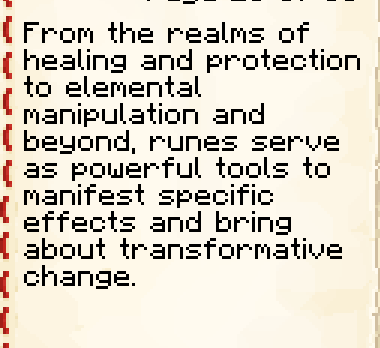 From the realms of
healing and protection
to elemental
manipulation and
beyond, runes serve
as powerful tools to
manifest specific
effects and bring
about transformative
change.